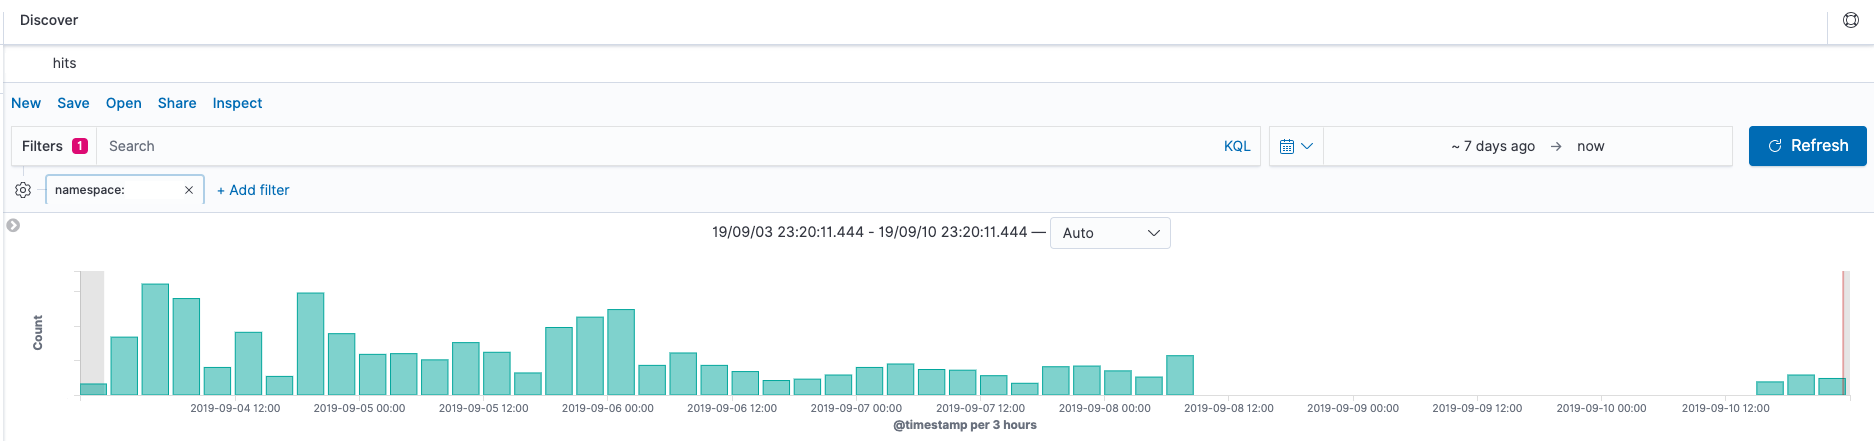 Discover
hits
New Save Open Share Inspect
Filters 1 Search KQL ~ 7 days ago → now Refresh
namespace: × + Add filter
19/09/03 23:20:11.444 - 19/09/10 23:20:11.444 — Auto
Count
2019-09-04 12:00 2019-09-05 00:00 2019-09-05 12:00 2019-09-06 00:00 2019-09-06 12:00 2019-09-07 00:00 2019-09-07 12:00 2019-09-08 00:00 2019-09-08 12:00 2019-09-09 00:00 2019-09-09 12:00 2019-09-10 00:00 2019-09-10 12:00
@timestamp per 3 hours